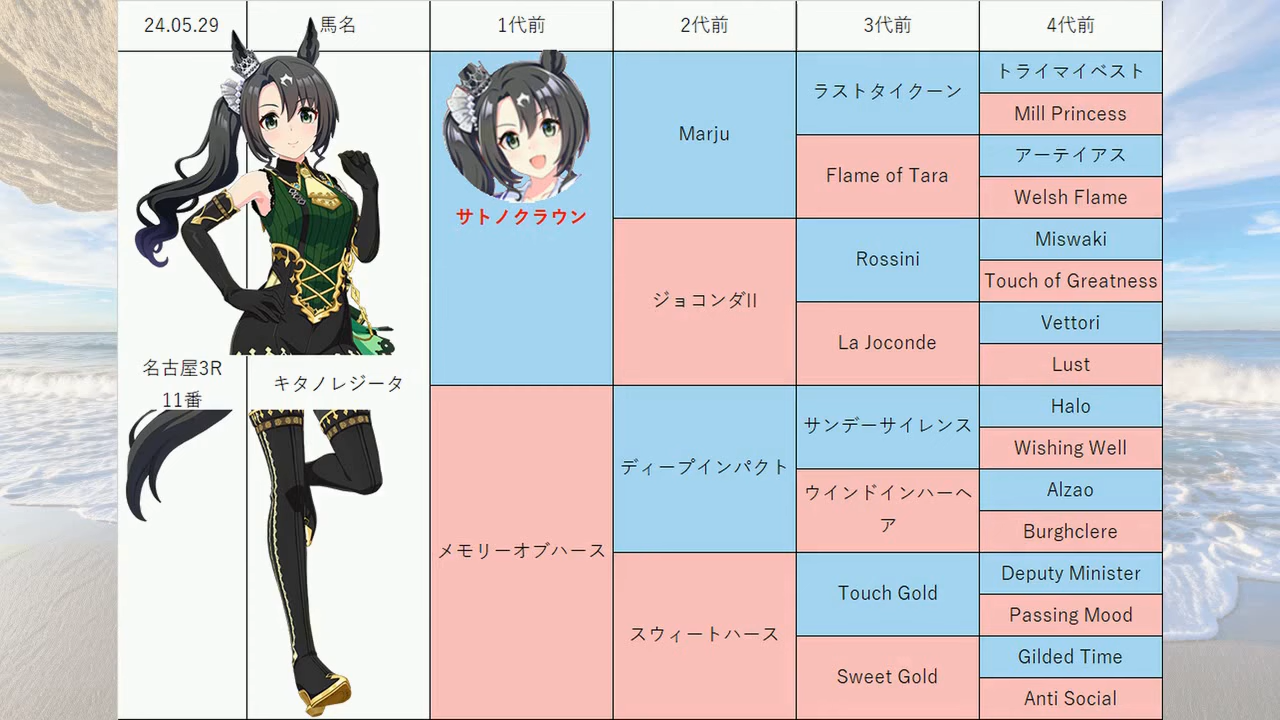 24.05.29
馬名
1代前
2代前
3代前
4代前
サトノクラウン
Marju
ラストタイクーン
トライマイベスト
Mill Princess
Flame of Tara
アーテイアス
Welsh Flame
ジョコンダII
Rossini
Miswaki
Touch of Greatness
La Joconde
Vettori
Lust
名古屋3R
11番
キタノレジータ
メモリーオブハース
ディープインパクト
サンデーサイレンス
Halo
Wishing Well
ウインドインハーヘ
ア
Alzao
Burghclere
スウィートハース
Touch Gold
Deputy Minister
Passing Mood
Sweet Gold
Gilded Time
Anti Social